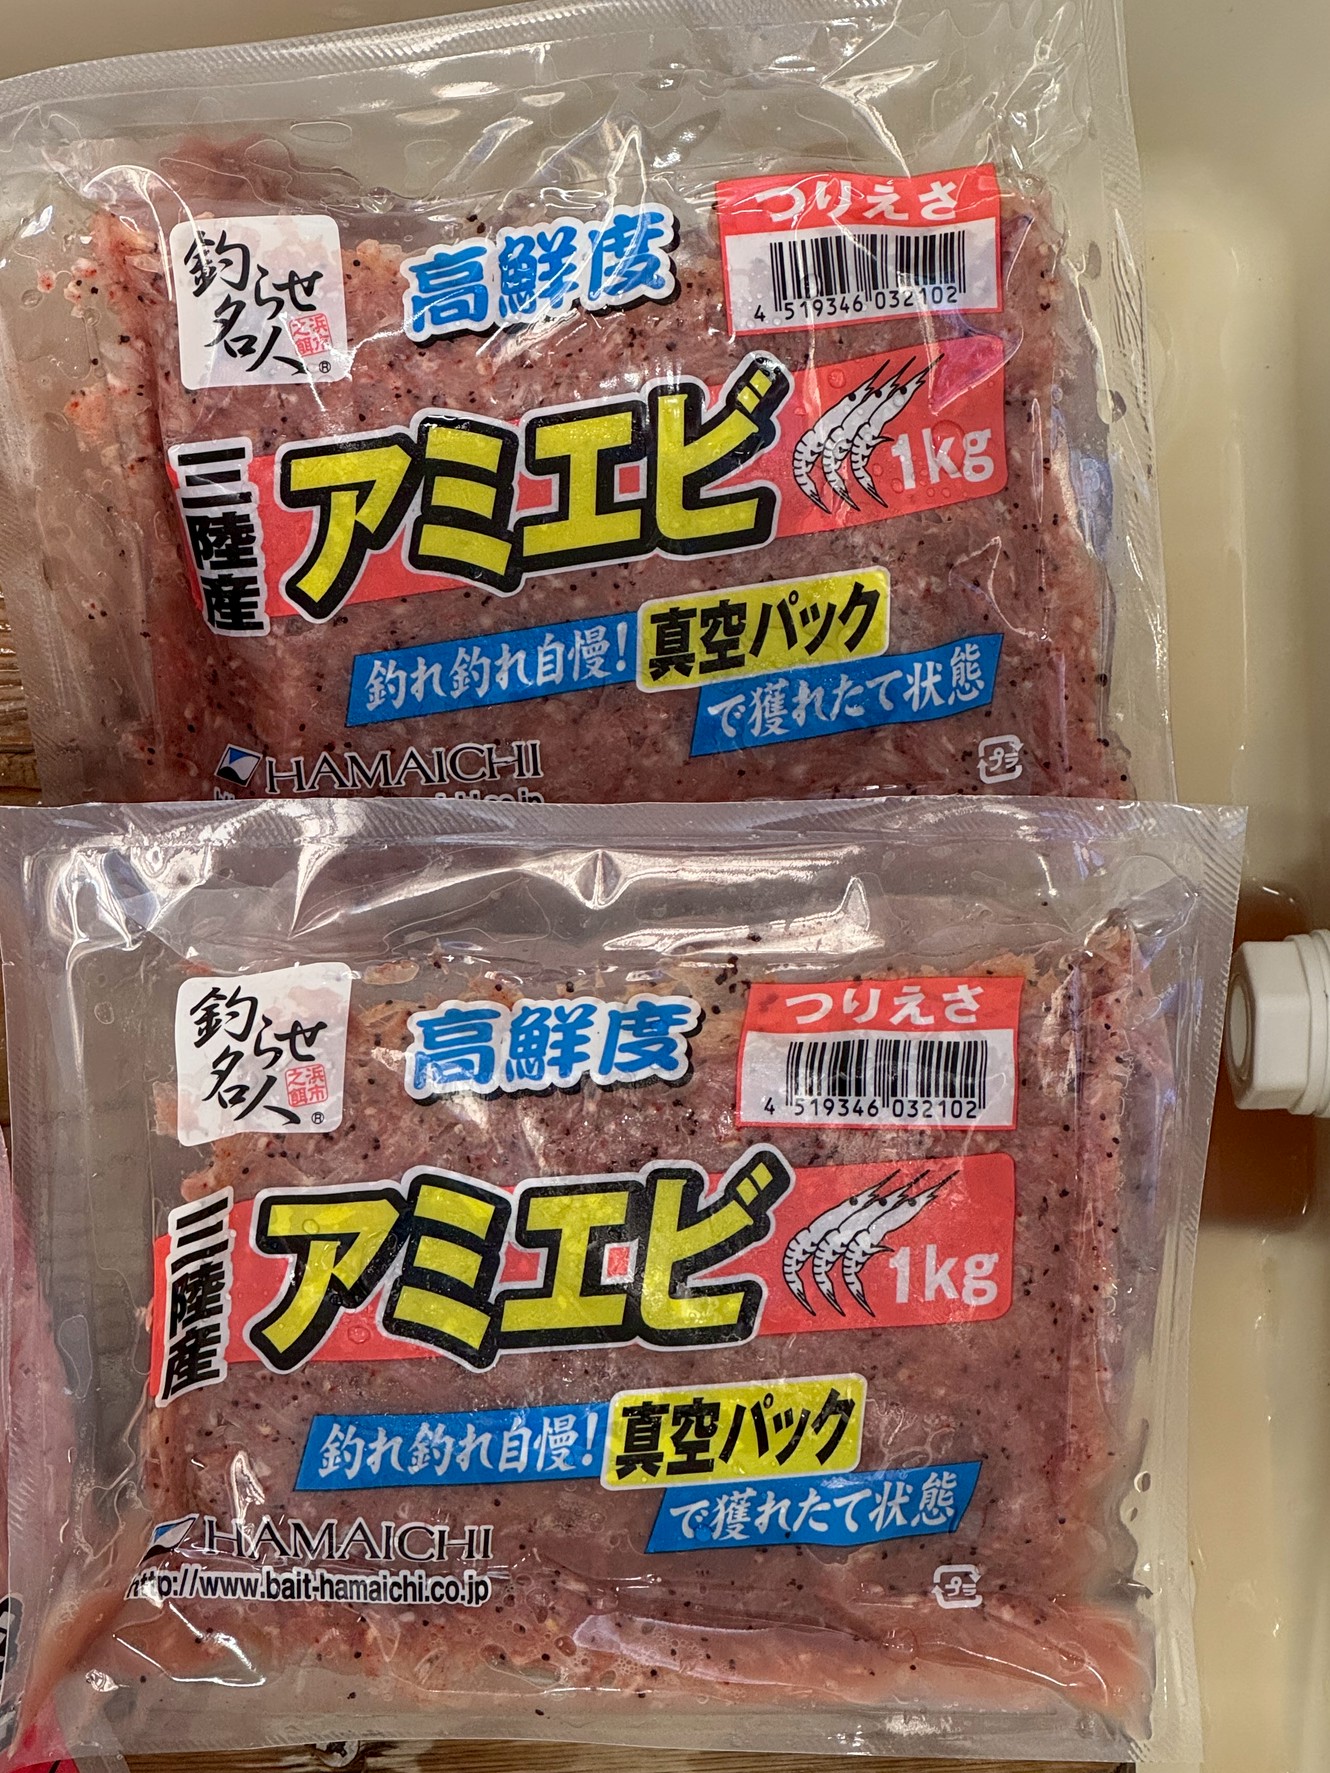 つりえさ
4 519346 032102
釣らせ名人
浜市之餌
®
高鮮度
三陸産
アミエビ
1kg
釣れ釣れ自慢!
真空パック
で獲れたて状態
HAMAICHI
プラ
つりえさ
4 519346 032102
釣らせ名人
浜市之餌
®
高鮮度
三陸産
アミエビ
1kg
釣れ釣れ自慢!
真空パック
で獲れたて状態
HAMAICHI
http://www.bait-hamaichi.co.jp
プラ